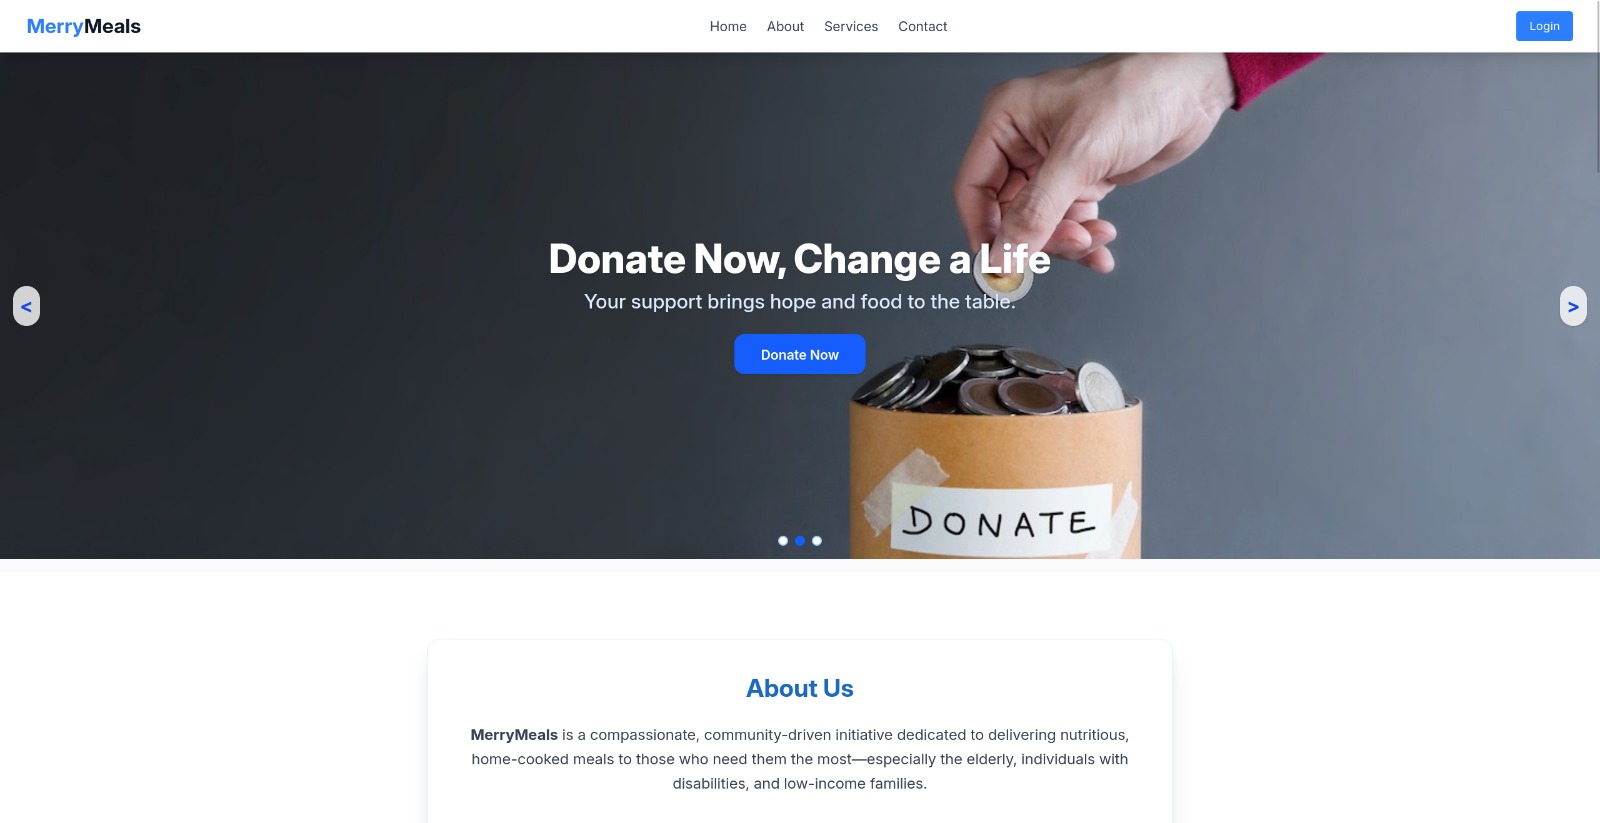 MerryMeals
Home About Services Contact
Login
Donate Now, Change a Life
Your support brings hope and food to the table.
< >
Donate Now
DONATE
About Us
MerryMeals is a compassionate, community-driven initiative dedicated to delivering nutritious,
home-cooked meals to those who need them the most—especially the elderly, individuals with
disabilities, and low-income families.